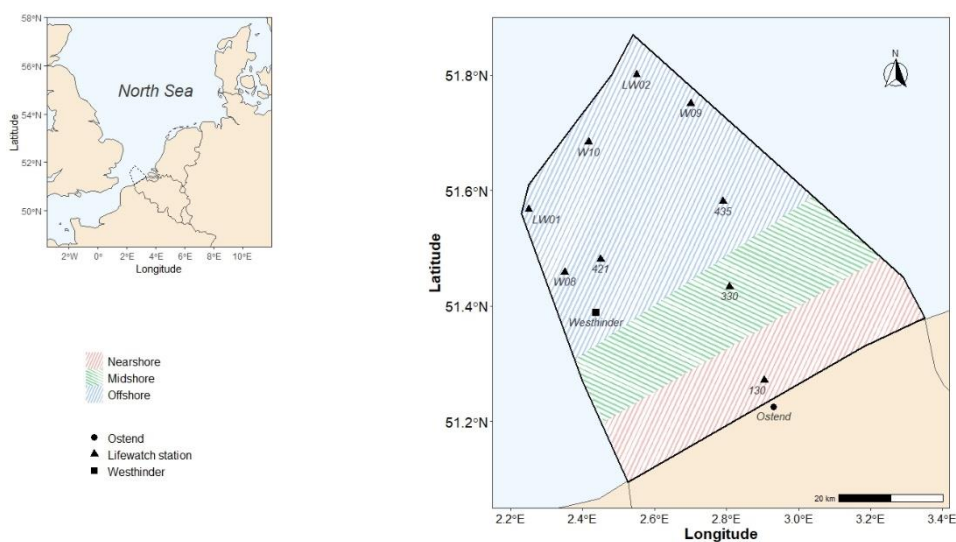 58°N
56°N
54°N
52°N
50°N
Latitude
North Sea
2°W
0°
2°E
4°E
6°E
8°E
10°E
Longitude
Nearshore
Midshore
Offshore
Ostend
Lifewatch station
Westhinder
51.8°N
51.6°N
51.4°N
51.2°N
Latitude
N
LW02
W09
W10
LW01
435
W08
421
330
Westhinder
130
Ostend
20 km
2.2°E
2.6°E
2.8°E
3.0°E
3.2°E
3.4°E
Longitude